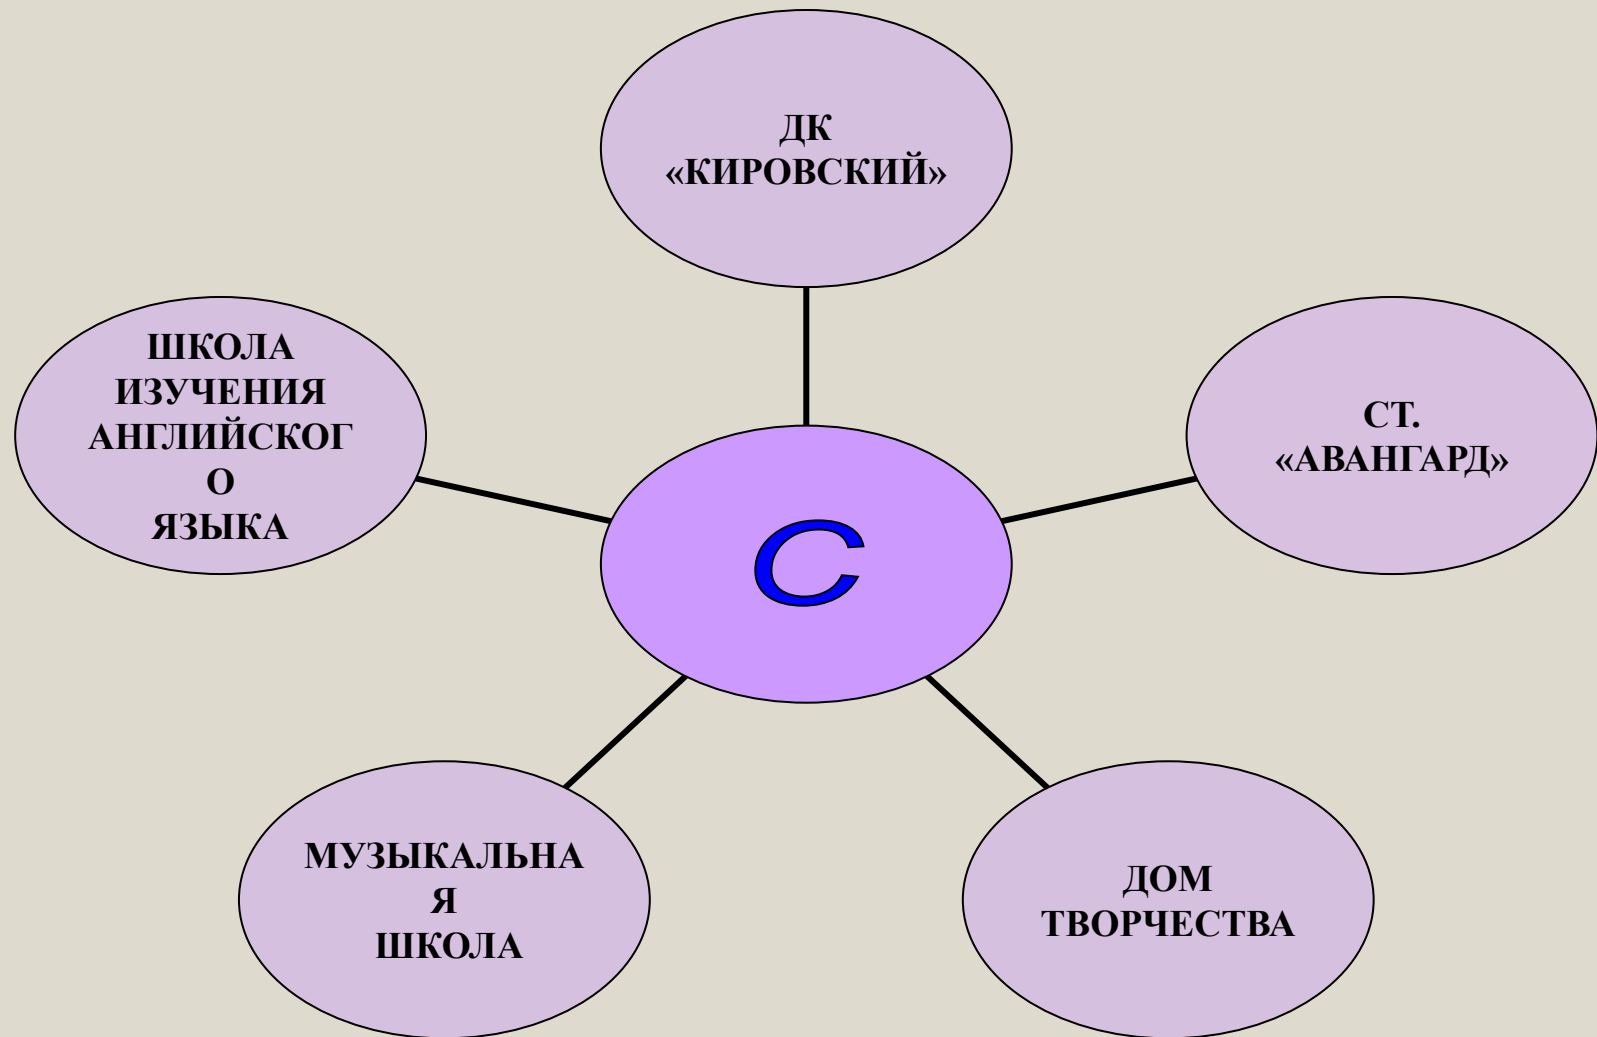 ДК
«КИРОВСКИЙ»
ШКОЛА
ИЗУЧЕНИЯ
АНГЛИЙСКОГ
О
ЯЗЫКА
СТ.
«АВАНГАРД»
С
МУЗЫКАЛЬНА
Я
ШКОЛА
ДОМ
ТВОРЧЕСТВА